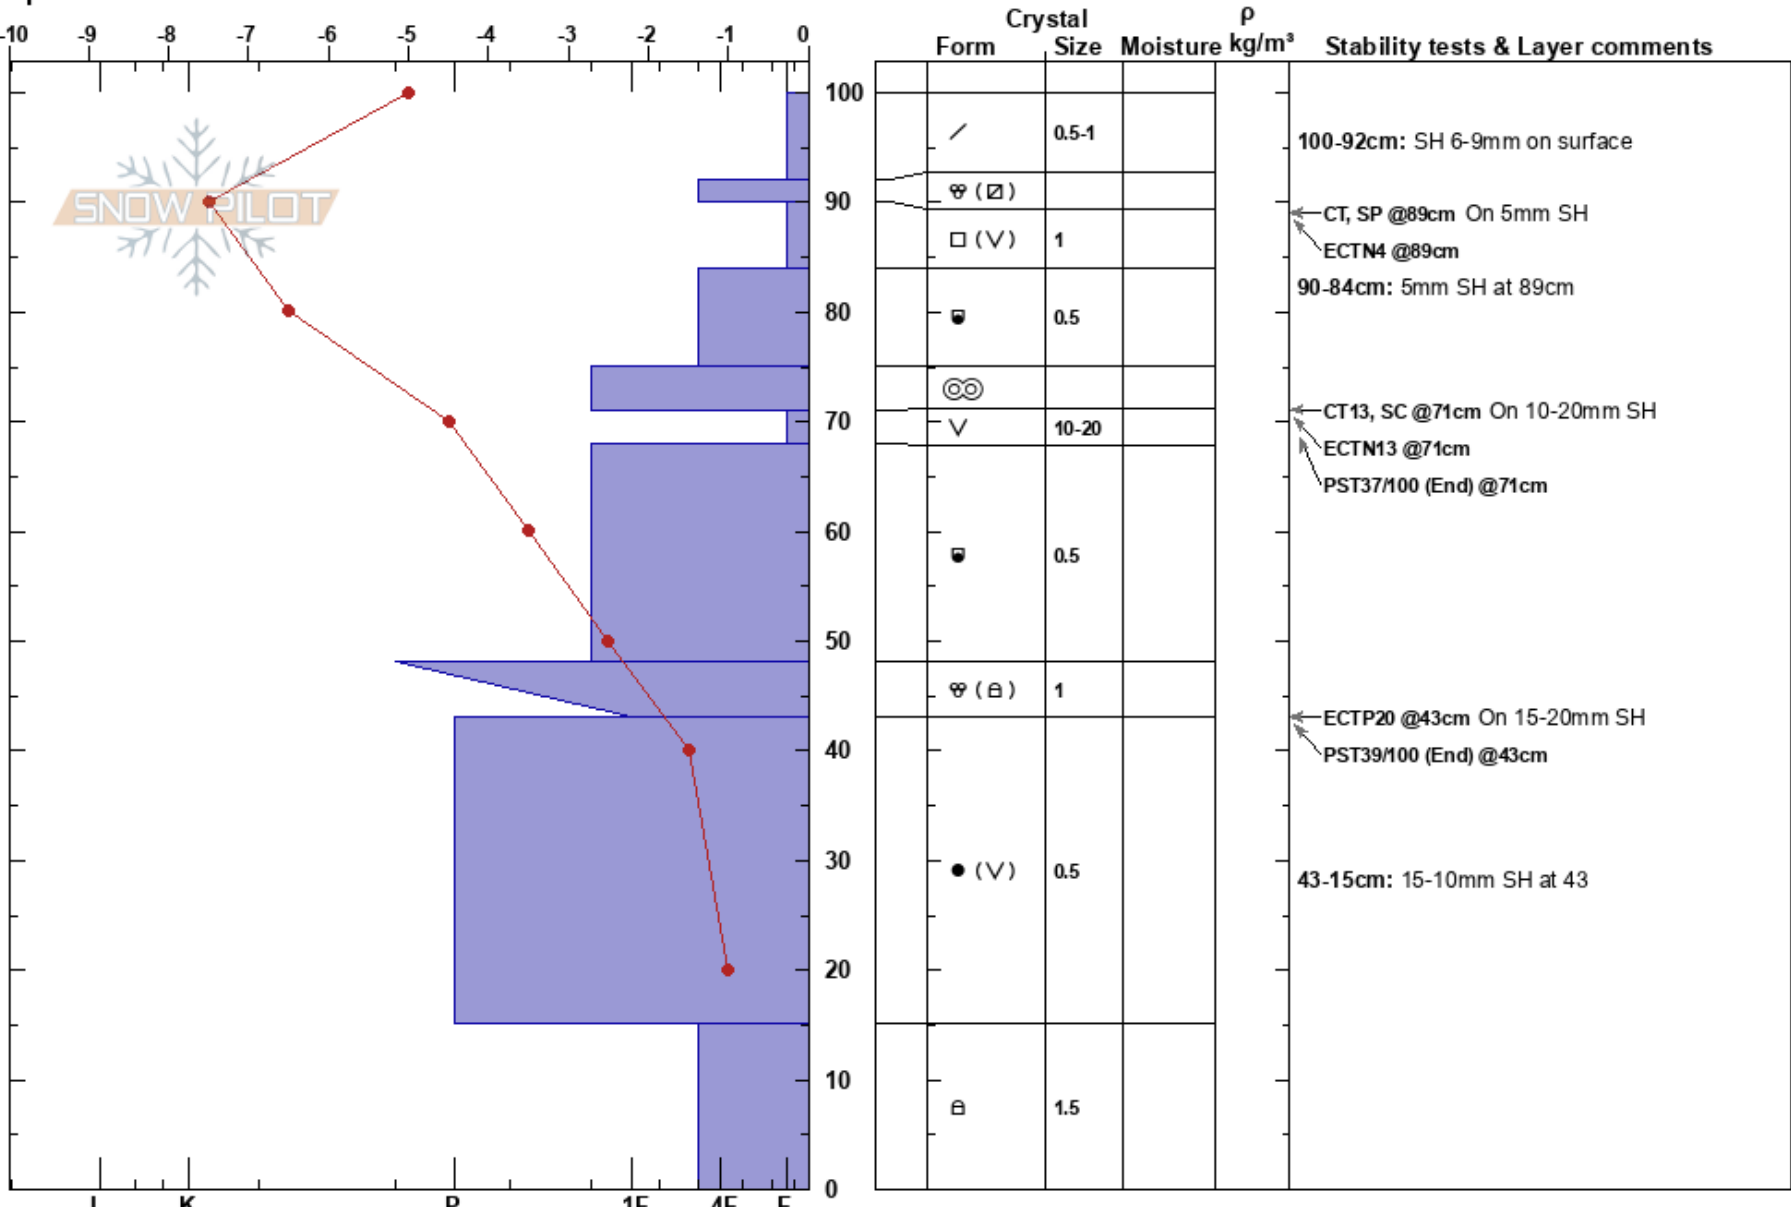 Crystal ρ
-10 -9 -8 -7 -6 -5 -4 -3 -2 -1 0 Form Size Moisture kg/m³ Stability tests & Layer comments
100
0.5-1
100-92cm: SH 6-9mm on surface
SNOW PILOT
90
CT, SP @89cm On 5mm SH
1
ECTN4 @89cm
90-84cm: 5mm SH at 89cm
80
0.5
CT13, SC @71cm On 10-20mm SH
70
10-20
ECTN13 @71cm
PST37/100 (End) @71cm
60
0.5
50
1
ECTP20 @43cm On 15-20mm SH
40
PST39/100 (End) @43cm
30
0.5
43-15cm: 15-10mm SH at 43
20
10
1.5
0
I K P 1F 4F F